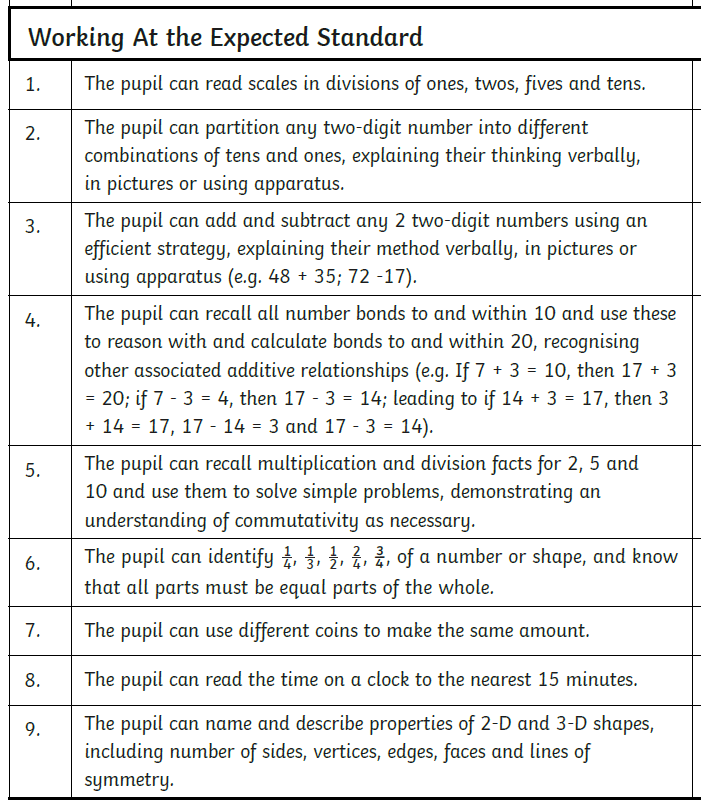 Working At the Expected Standard
1. The pupil can read scales in divisions of ones, twos, fives and tens.
2. The pupil can partition any two-digit number into different
combinations of tens and ones, explaining their thinking verbally,
in pictures or using apparatus.
3. The pupil can add and subtract any 2 two-digit numbers using an
efficient strategy, explaining their method verbally, in pictures or
using apparatus (e.g. 48 + 35; 72 -17).
4. The pupil can recall all number bonds to and within 10 and use these
to reason with and calculate bonds to and within 20, recognising
other associated additive relationships (e.g. If 7 + 3 = 10, then 17 + 3
= 20; if 7 - 3 = 4, then 17 - 3 = 14; leading to if 14 + 3 = 17, then 3
+ 14 = 17, 17 - 14 = 3 and 17 - 3 = 14).
5. The pupil can recall multiplication and division facts for 2, 5 and
10 and use them to solve simple problems, demonstrating an
understanding of commutativity as necessary.
6. The pupil can identify 1/4, 1/3, 1/2, 2/4, 3/4, of a number or shape, and know
that all parts must be equal parts of the whole.
7. The pupil can use different coins to make the same amount.
8. The pupil can read the time on a clock to the nearest 15 minutes.
9. The pupil can name and describe properties of 2-D and 3-D shapes,
including number of sides, vertices, edges, faces and lines of
symmetry.